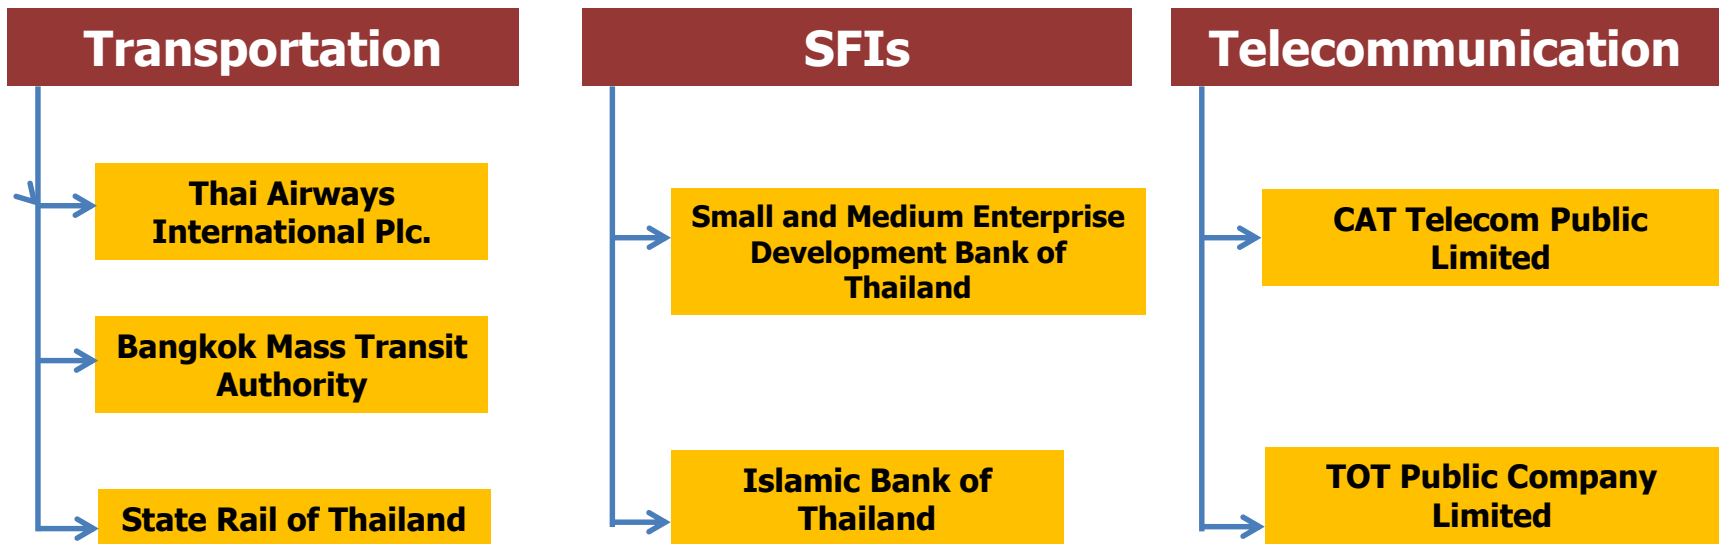 Transportation
Thai Airways
International Plc.
Bangkok Mass Transit
Authority
State Rail of Thailand
SFIs
Small and Medium Enterprise
Development Bank of
Thailand
Islamic Bank of
Thailand
Telecommunication
CAT Telecom Public
Limited
TOT Public Company
Limited